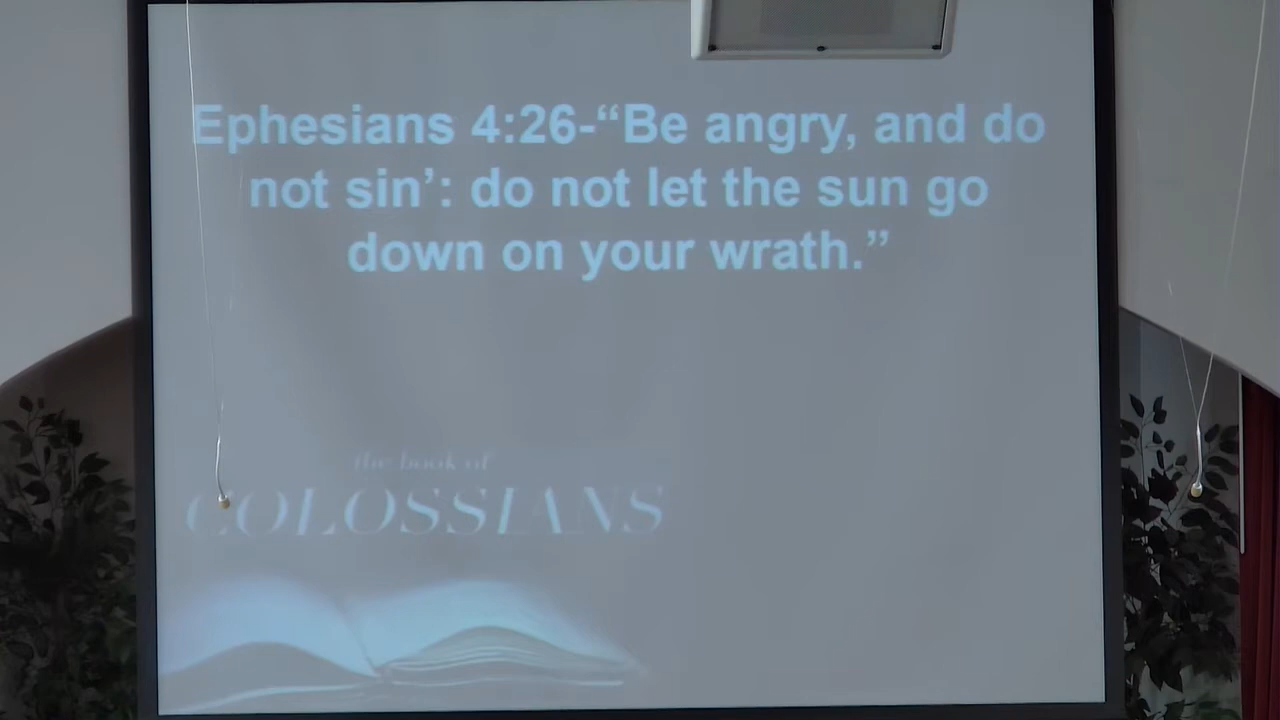 Ephesians 4:26-“Be angry, and do
not sin’: do not let the sun go
down on your wrath.”
the book of
COLOSSIANS